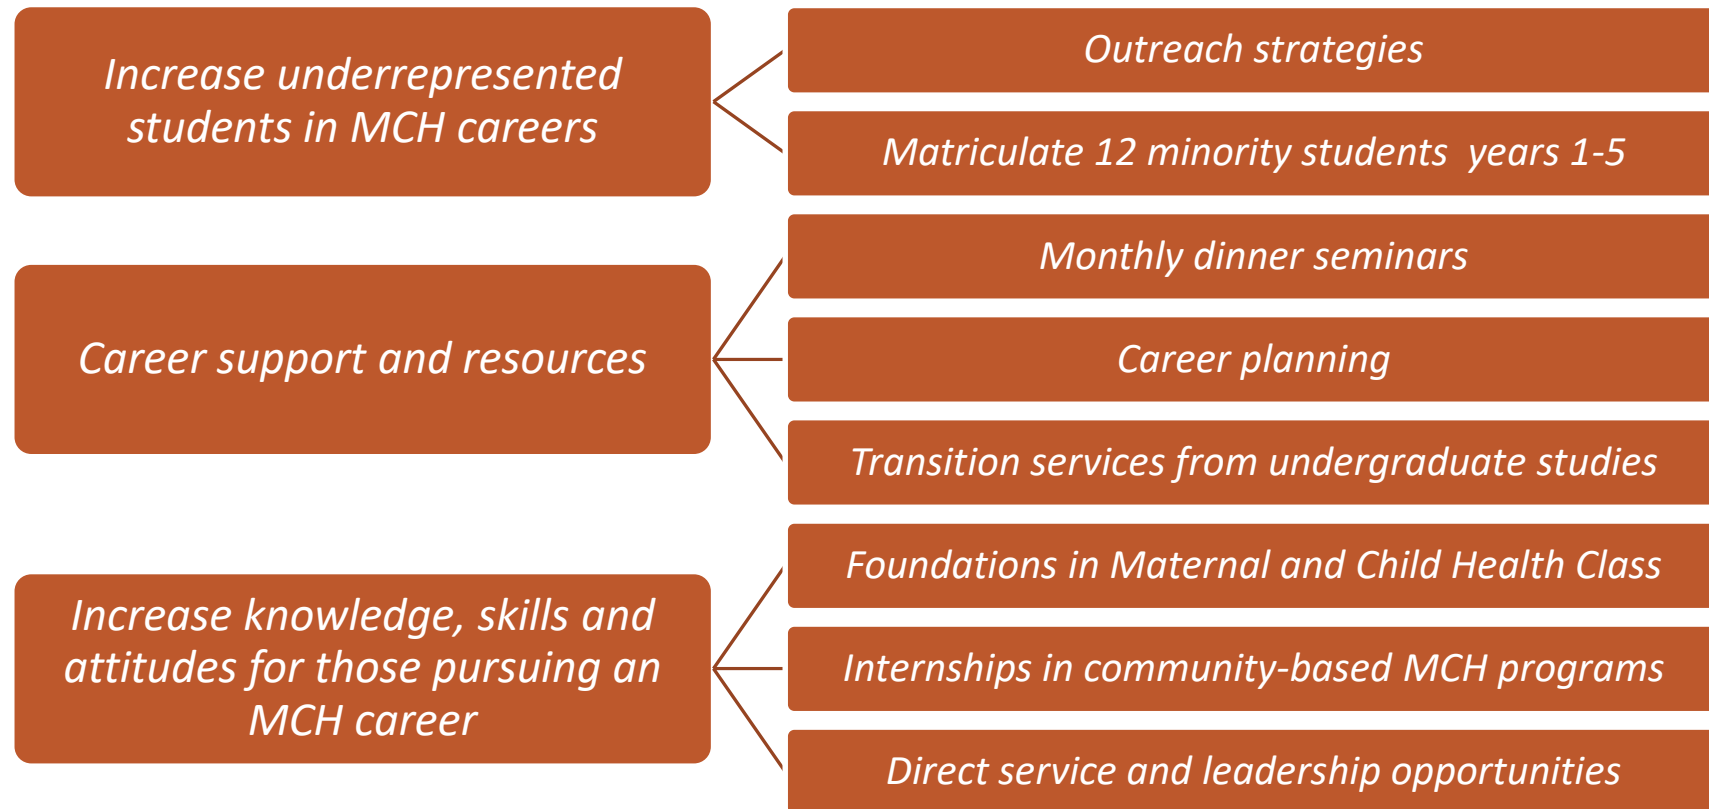 Increase underrepresented
students in MCH careers
Outreach strategies
Matriculate 12 minority students  years 1-5
Career support and resources
Monthly dinner seminars
Career planning
Transition services from undergraduate studies
Increase knowledge, skills and
attitudes for those pursuing an
MCH career
Foundations in Maternal and Child Health Class
Internships in community-based MCH programs
Direct service and leadership opportunities